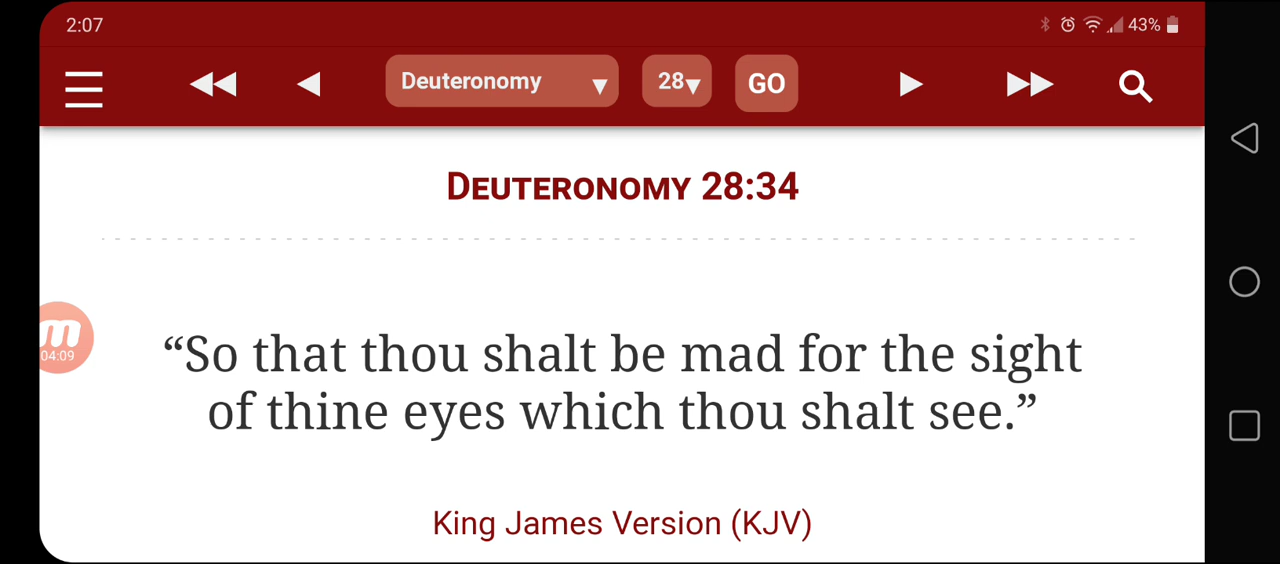 2:07
43%
Deuteronomy
28
GO
DEUTERONOMY 28:34
“So that thou shalt be mad for the sight
of thine eyes which thou shalt see.”
m
04:09
King James Version (KJV)